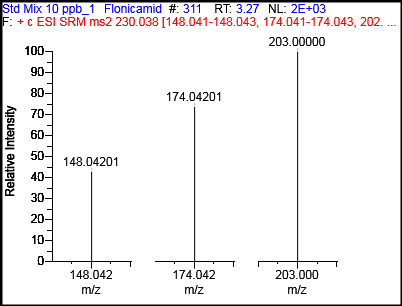 Std Mix 10 ppb_1 Flonicamid #: 311 RT: 3.27 NL: 2E+03
F: + c ESI SRM ms2 230.038 [148.041-148.043, 174.041-174.043, 202. ...
203.00000
174.04201
148.04201
Relative Intensity
100
90
80
70
60
50
40
30
20
10
0
148.042 174.042 203.000
m/z m/z m/z